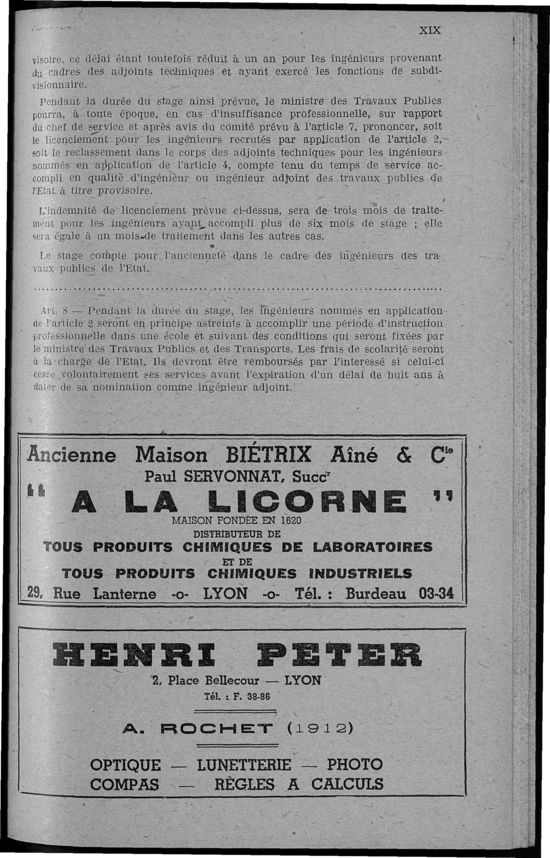 XIX
visoire, ce délai étant toutefois réduit à un an pour les ingénieurs provenant
du cadres des adjoints techniques et ayant exercé les fonctions de subdi-
visionnaire.
Pendant la durée du stage ainsi prévue, le ministre des Travaux Publics
pourra, à toute époque, en cas d'insuffisance professionnelle, sur rapport
du chef de service et après avis du comité prévu à l'article 7, prononcer, soit
le licenciement pour les ingénieurs recrutés par application de l'article 2,
soit le reclassement dans le corps des adjoints techniques pour les ingénieurs
nommés en application de l'article 4, compte tenu du temps de service ac-
compli en qualité d'ingénieur ou ingénieur adjoint des travaux publics de
l'Etat à titre provisoire.
L'indemnité de licenciement prévue ci-dessus, sera de trois mois de traite-
ment pour les ingénieurs ayant accompli plus de six mois de stage ; elle
sera égale à un mois de traitement dans les autres cas.
Le stage compte pour l'ancienneté dans le cadre des ingénieurs des tra-
vaux publics de l'Etat.
Art. 8 — Pendant la durée du stage, les ingénieurs nommés en application
de l'article 2 seront en principe astreints à accomplir une période d'instruction
professionnelle dans une école et suivant des conditions qui seront fixées par
le ministre des Travaux Publics et des Transports. Les frais de scolarité seront
à la charge de l'Etat. Ils devront être remboursés par l'interessé si celui-ci
cesse volontairement ses services avant l'expiration d'un délai de huit ans à
dater de sa nomination comme ingénieur adjoint.
Ancienne Maison BIÉTRIX Aîné & Cie
Paul SERVONNAT, Succr
" A LA LICORNE "
MAISON FONDÉE EN 1620
DISTRIBUTEUR DE
TOUS PRODUITS CHIMIQUES DE LABORATOIRES
ET DE
TOUS PRODUITS CHIMIQUES INDUSTRIELS
29, Rue Lanterne -o- LYON -o- Tél. : Burdeau 03-34
HENRI PETER
2, Place Bellecour — LYON
Tél. : F. 38-86
A. ROCHET (1912)
OPTIQUE — LUNETTERIE — PHOTO
COMPAS — RÈGLES A CALCULS